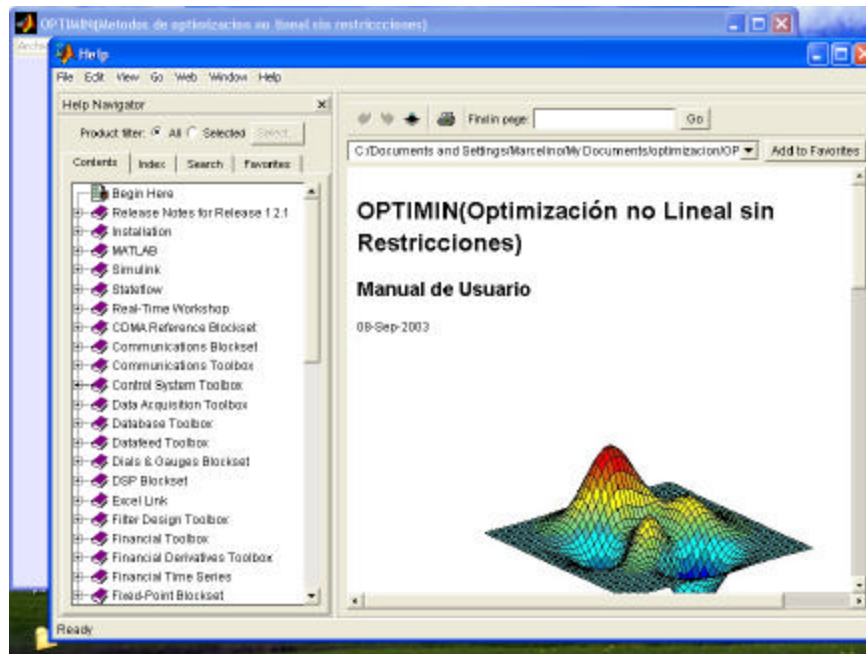 OPTIMIN(Metodos de optimizacion no lineal sin restricciones)
Help
File Edit View Go Web Window Help
Help Navigator
Product filter: All Selected Select...
Contents Index Search Favorites
Begin Here
Release Notes for Release 12.1
Installation
MATLAB
Simulink
Stateflow
Real-Time Workshop
CDMA Reference Blockset
Communications Blockset
Communications Toolbox
Control System Toolbox
Data Acquisition Toolbox
Database Toolbox
Datafeed Toolbox
Dials & Gauges Blockset
DSP Blockset
Excel Link
Filter Design Toolbox
Financial Toolbox
Financial Derivatives Toolbox
Financial Time Series
Fixed-Point Blockset
Find in page: Go
C:/Documents and Settings/Marcelino/My Documents/optimizacion/OP Add to Favorites
OPTIMIN(Optimización no Lineal sin
Restricciones)
Manual de Usuario
08-Sep-2003
Ready